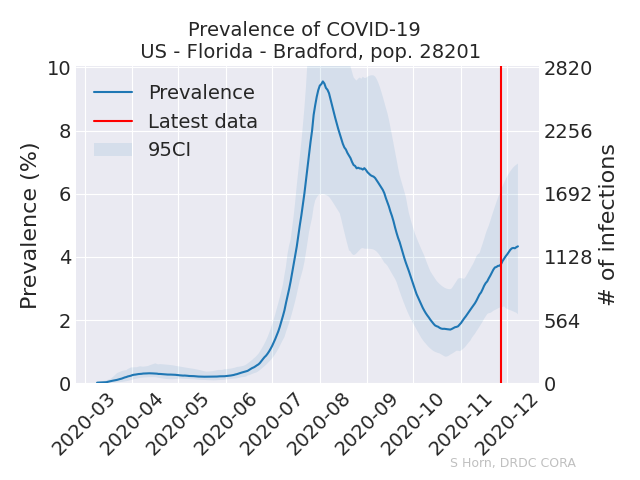 Prevalence of COVID-19
US - Florida - Bradford, pop. 28201
Prevalence (%)
10
8
6
4
2
0
Prevalence
Latest data
95CI
2820
2256
1692
1128
564
0
# of infections
2020-03
2020-04
2020-05
2020-06
2020-07
2020-08
2020-09
2020-10
2020-11
2020-12
S Horn, DRDC CORA